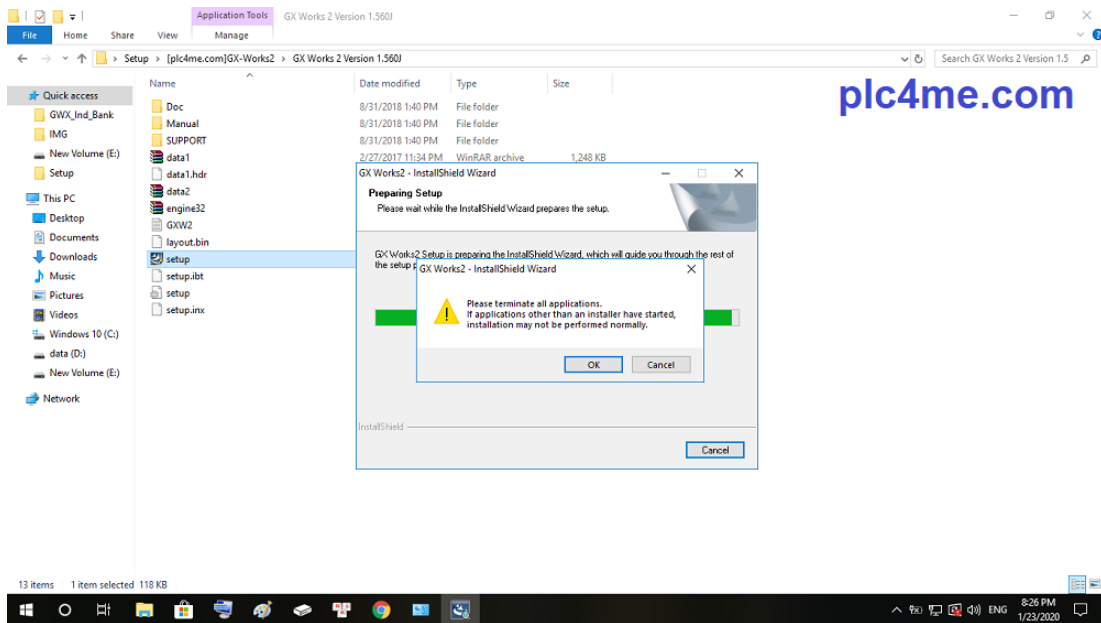 Application Tools
GX Works 2 Version 1.560J
File
Home
Share
View
Manage
Setup › [plc4me.com]GX-Works2 › GX Works 2 Version 1.560J
Search GX Works 2 Version 1.5
plc4me.com
Quick access
GWX_Ind_Bank
IMG
New Volume (E:)
Setup
This PC
Desktop
Documents
Downloads
Music
Pictures
Videos
Windows 10 (C:)
data (D:)
New Volume (E:)
Network
Name Date modified Type Size
Doc 8/31/2018 1:40 PM File folder
Manual 8/31/2018 1:40 PM File folder
SUPPORT 8/31/2018 1:40 PM File folder
data1 2/27/2017 11:34 PM WinRAR archive 1,248 KB
data1.hdr
data2
engine32
GXW2
layout.bin
setup
setup.ibt
setup
setup.inx
GX Works2 - InstallShield Wizard
Preparing Setup
Please wait while the InstallShield Wizard prepares the setup.
GX Works2 Setup is preparing the InstallShield Wizard, which will guide you through the rest of
the setup
GX Works2 - InstallShield Wizard
Please terminate all applications.
If applications other than an installer have started,
installation may not be performed normally.
OK
Cancel
InstallShield
Cancel
13 items
1 item selected 118 KB
ENG
8:26 PM
1/23/2020